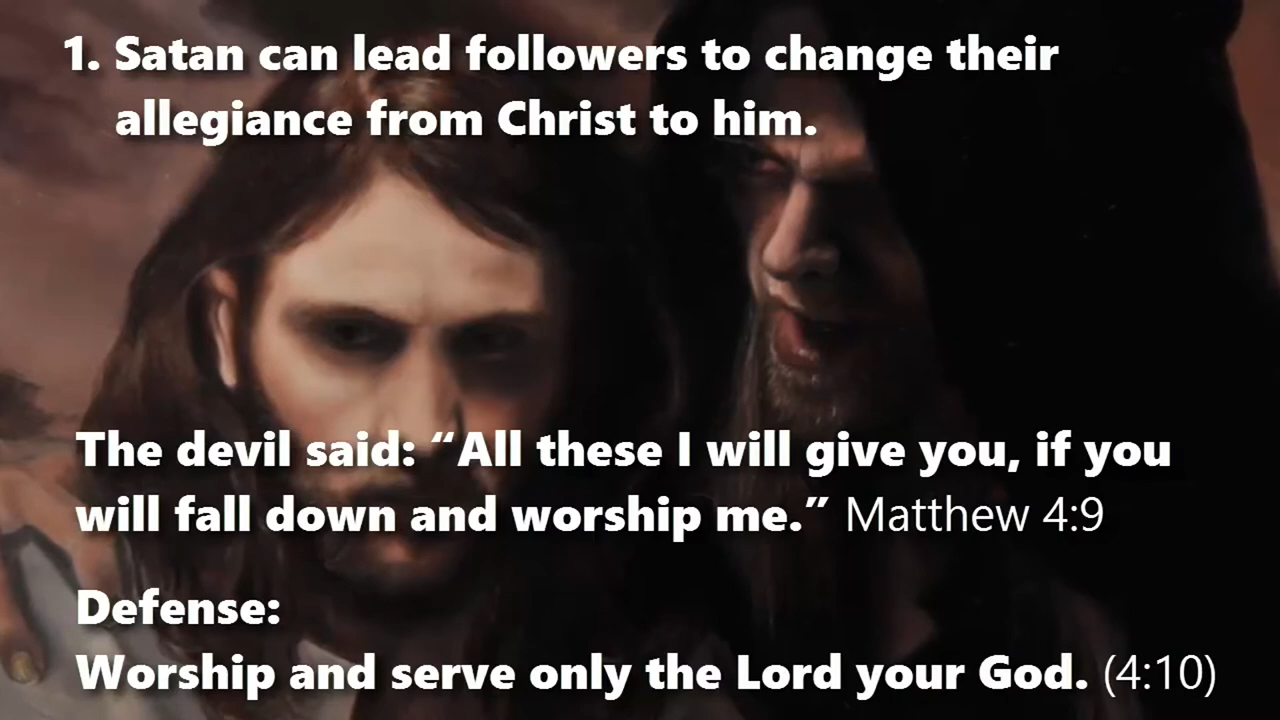 1. Satan can lead followers to change their
allegiance from Christ to him.
The devil said: “All these I will give you, if you
will fall down and worship me.” Matthew 4:9
Defense:
Worship and serve only the Lord your God. (4:10)